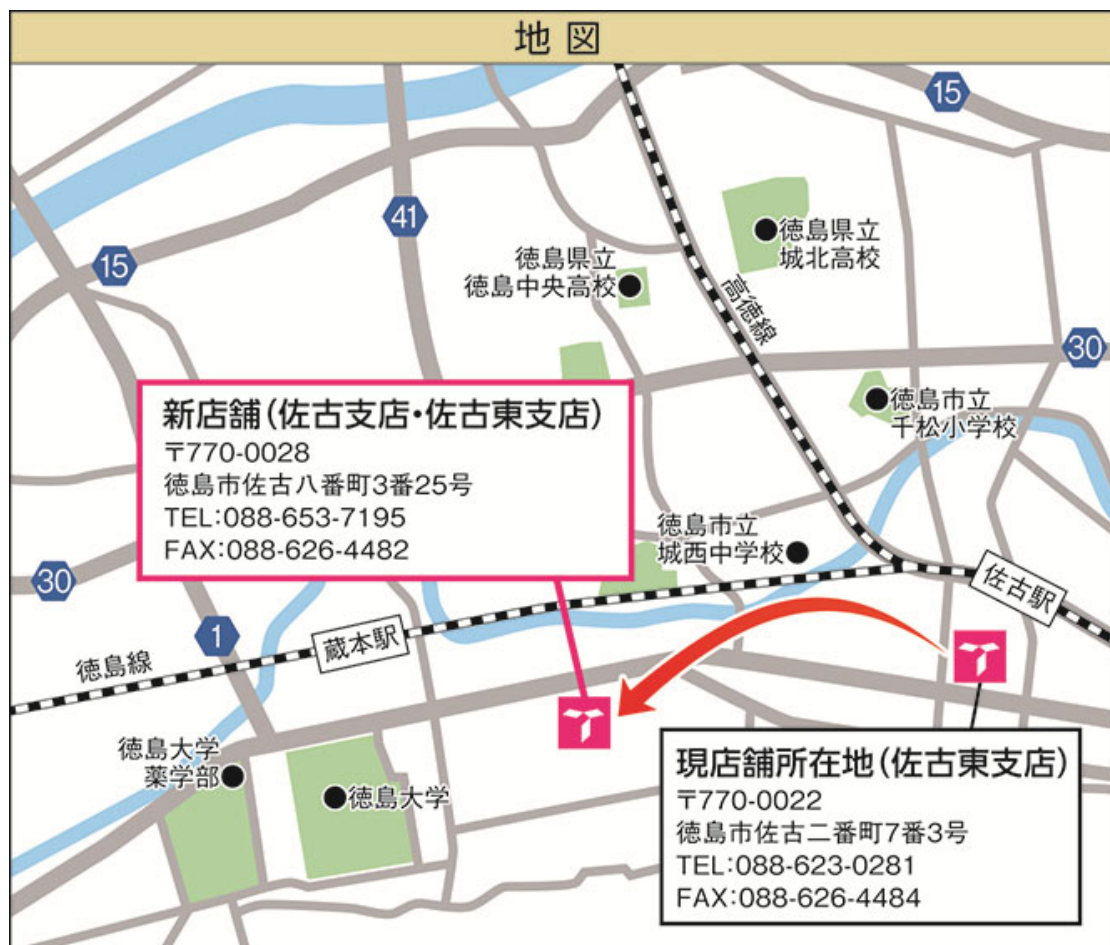 地図
15
41
15
徳島県立
城北高校
徳島県立
徳島中央高校
高徳線
30
徳島市立
千松小学校
新店舗(佐古支店・佐古東支店)
〒770-0028
徳島市佐古八番町3番25号
TEL:088-653-7195
FAX:088-626-4482
徳島市立
城西中学校
30
佐古駅
1
蔵本駅
徳島線
徳島大学
薬学部
徳島大学
現店舗所在地(佐古東支店)
〒770-0022
徳島市佐古二番町7番3号
TEL:088-623-0281
FAX:088-626-4484